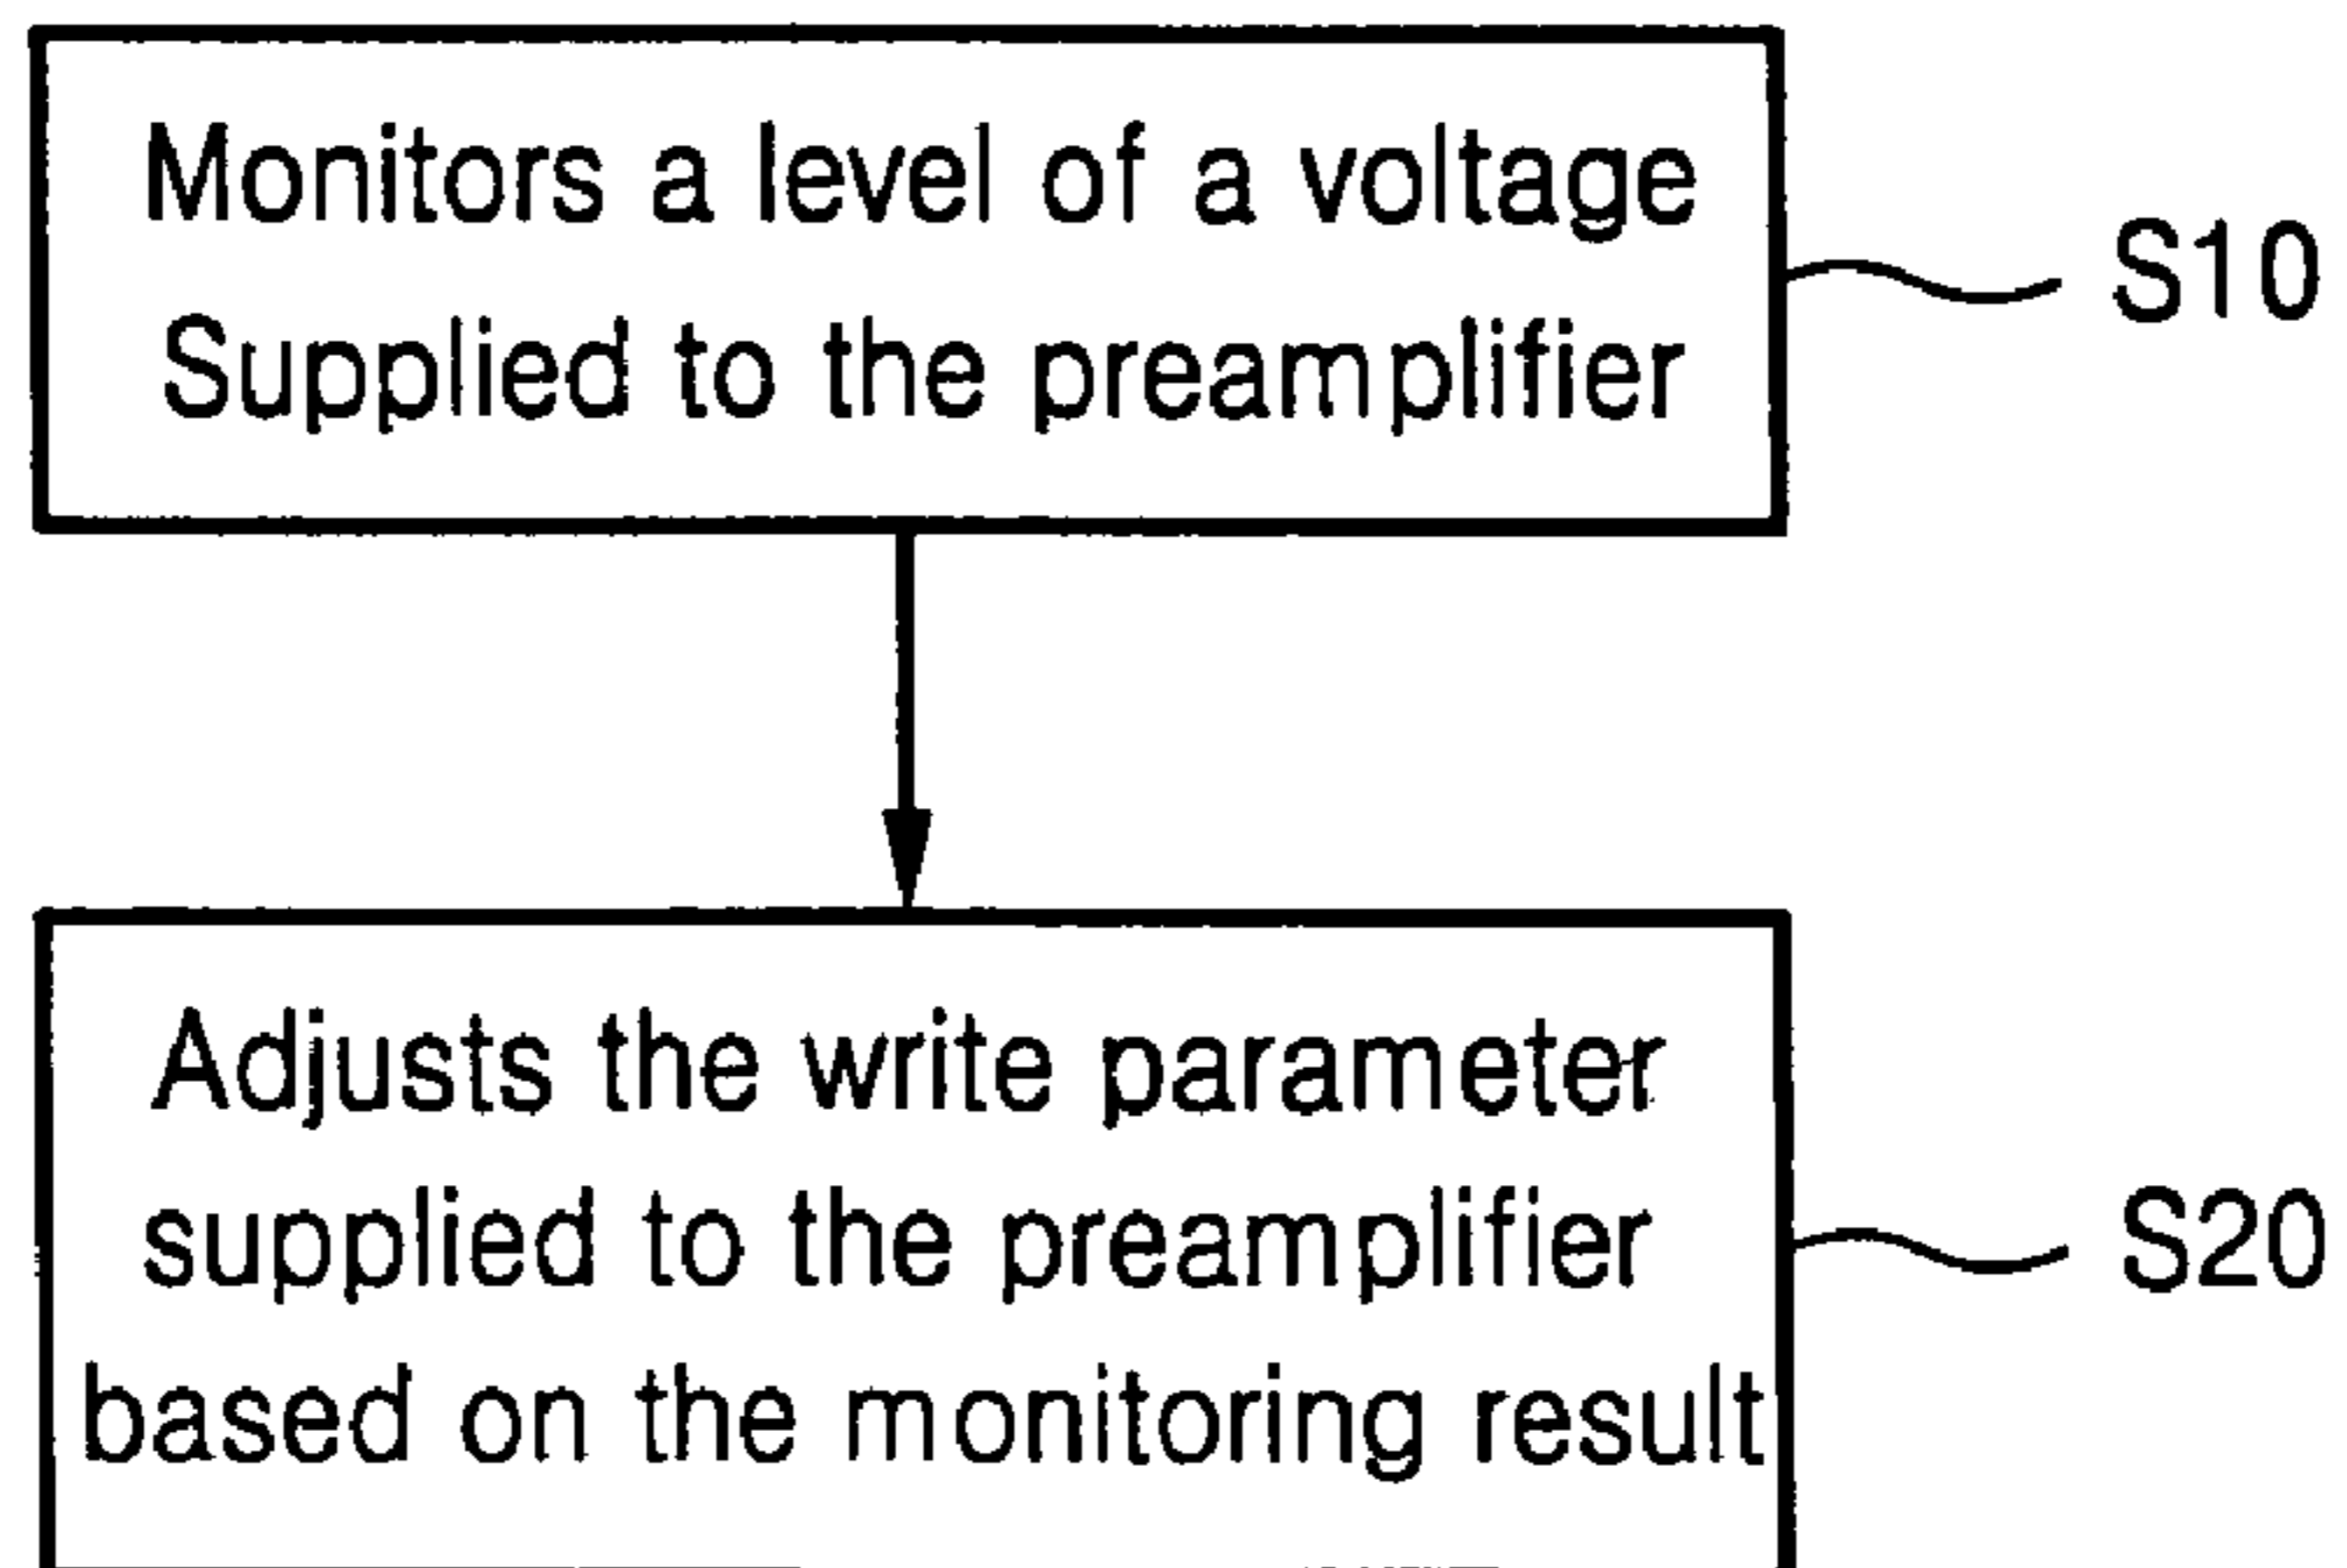 Monitors a level of a voltage
Supplied to the preamplifier
S10
Adjusts the write parameter
supplied to the preamplifier
based on the monitoring result
S20